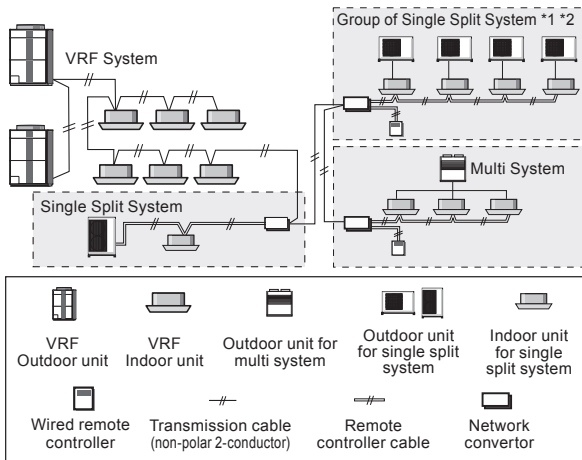 VRF System
Group of Single Split System *1 *2
Multi System
Single Split System
VRF
Outdoor unit
VRF
Indoor unit
Outdoor unit for
multi system
Outdoor unit
for single split
system
Indoor unit
for single
split system
Wired remote
controller
Transmission cable
(non-polar 2-conductor)
Remote
controller cable
Network
convertor